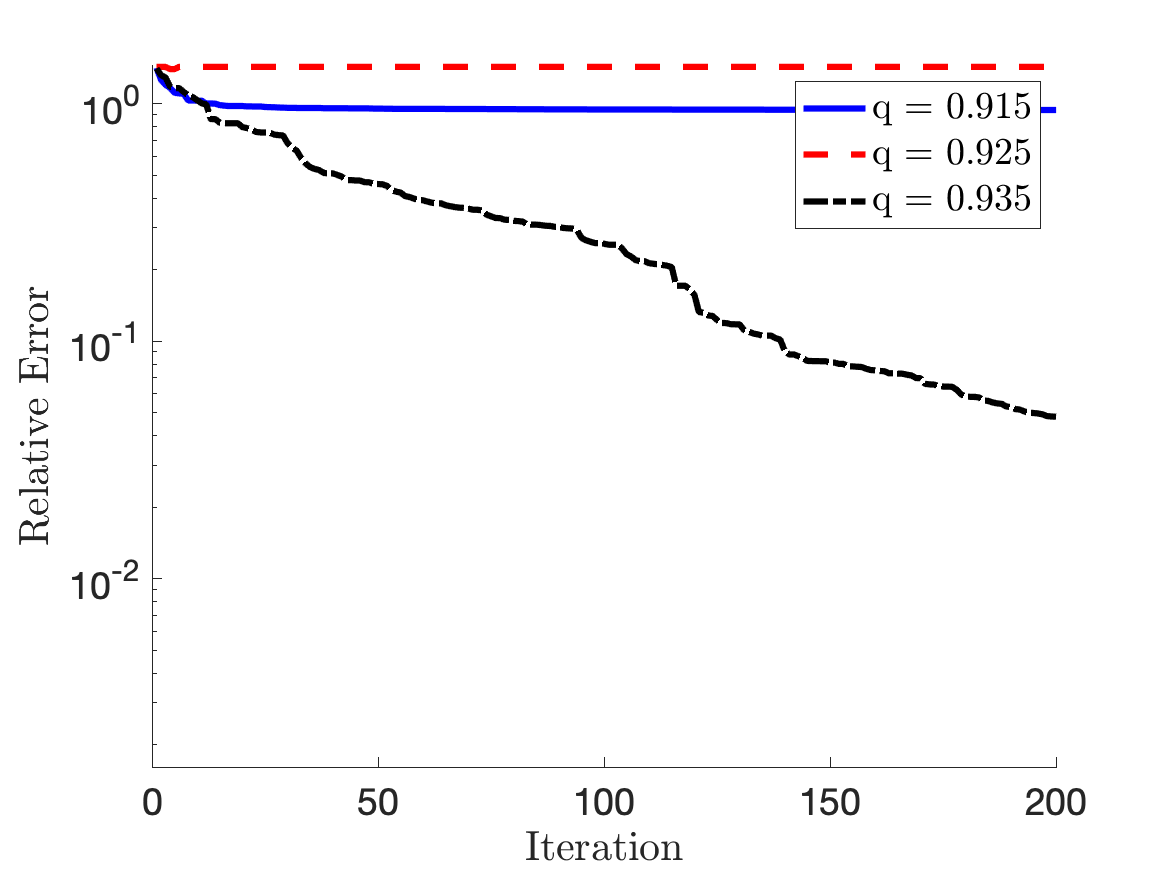 10^0
10^-1
10^-2
Relative Error
q = 0.915
q = 0.925
q = 0.935
0 50 100 150 200
Iteration